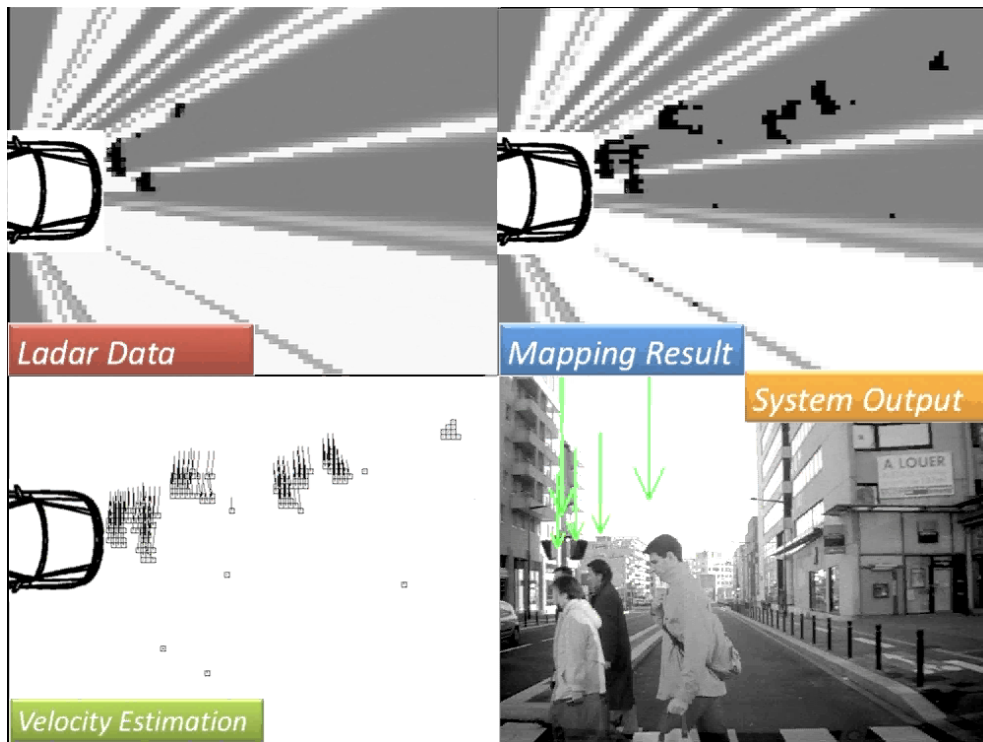 Ladar Data
Mapping Result
System Output
A LOUER
Velocity Estimation